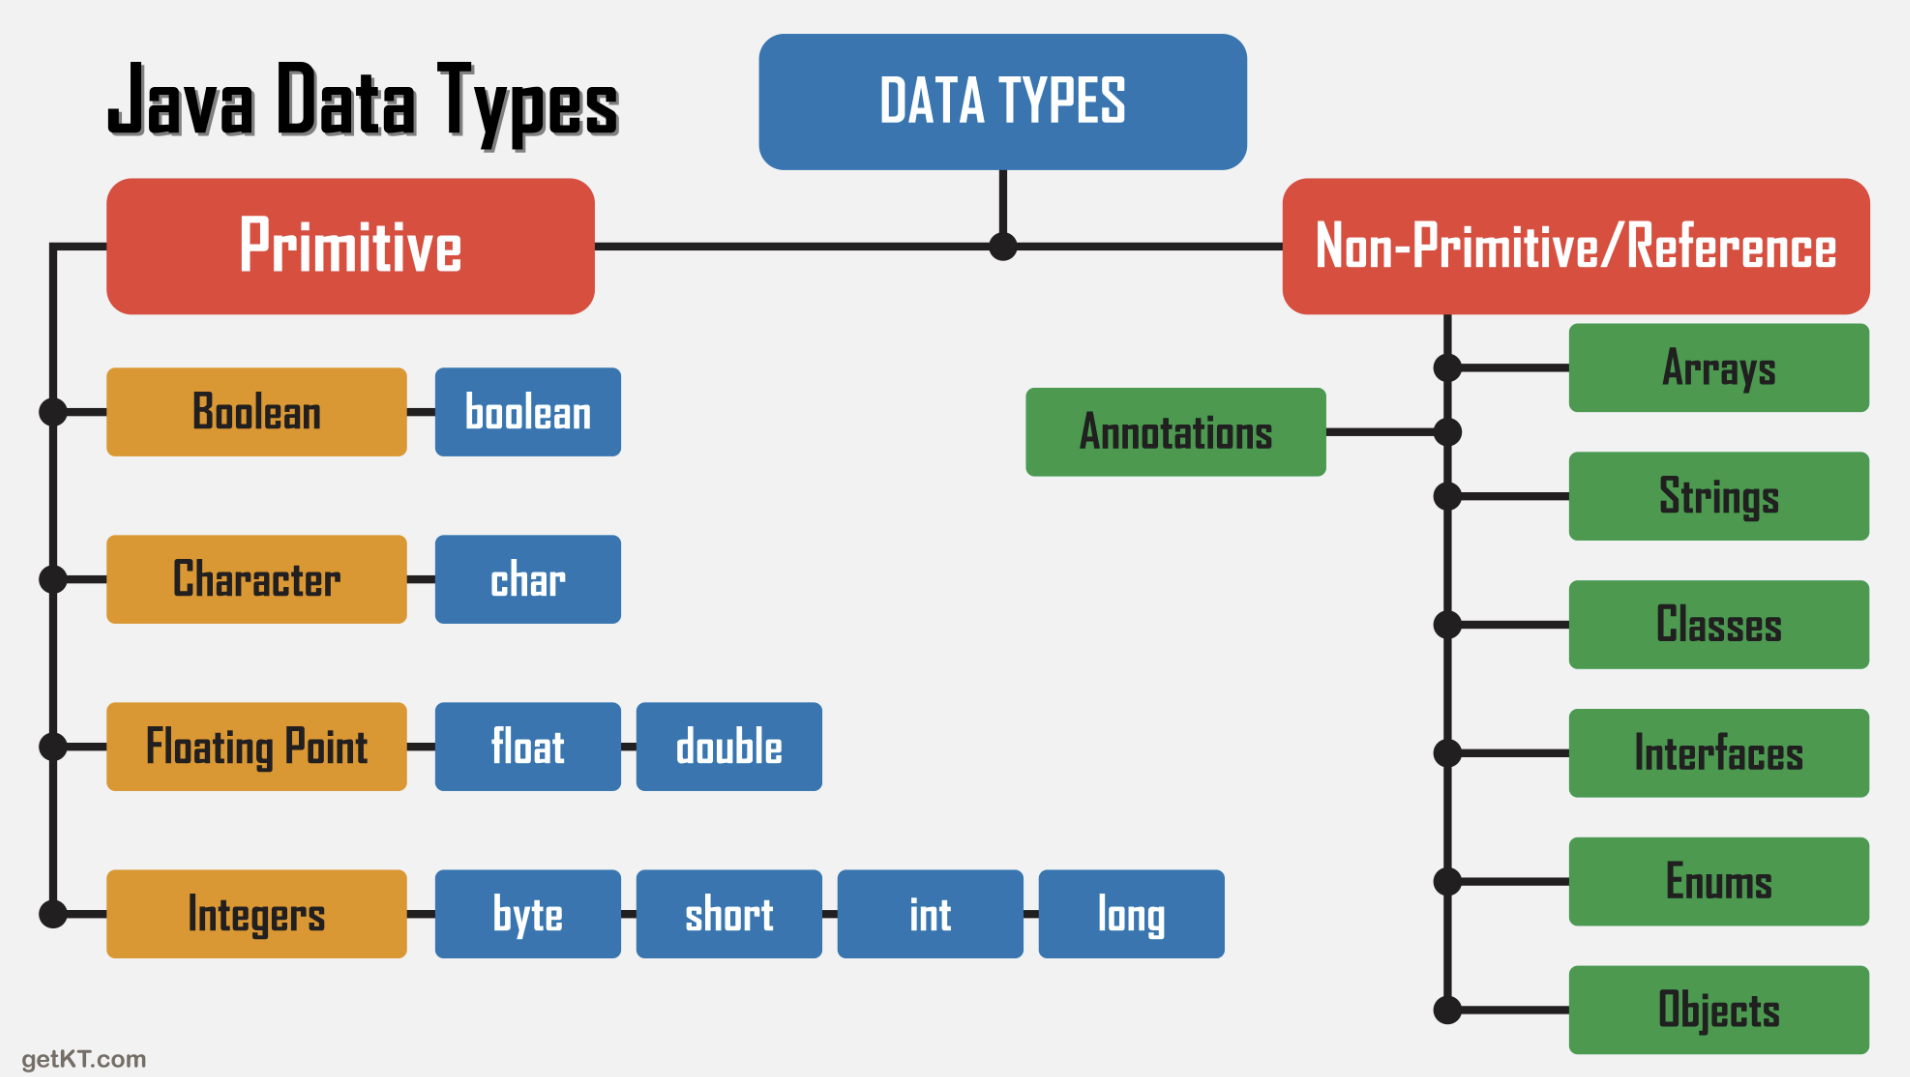 Java Data Types
DATA TYPES
Primitive
Non-Primitive/Reference
Boolean
boolean
Character
char
Floating Point
float
double
Integers
byte
short
int
long
Annotations
Arrays
Strings
Classes
Interfaces
Enums
Objects
getKT.com